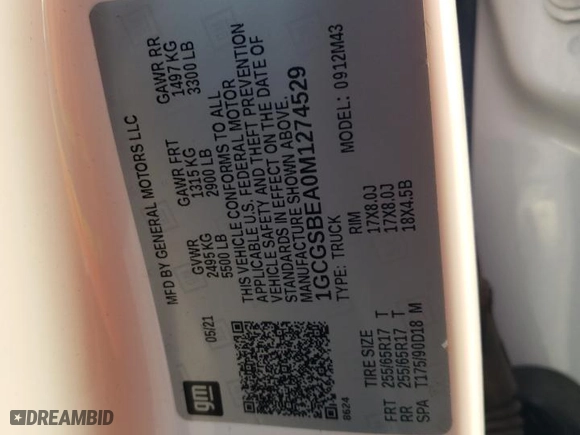 gm
05/21
MFD BY GENERAL MOTORS LLC
GVWR GAWR FRT GAWR RR
2495 KG 1315 KG 1497 KG
5500 LB 2900 LB 3300 LB
THIS VEHICLE CONFORMS TO ALL
APPLICABLE U.S. FEDERAL MOTOR
VEHICLE SAFETY AND THEFT PREVENTION
STANDARDS IN EFFECT ON THE DATE OF
MANUFACTURE SHOWN ABOVE.
1GCGSBEA0M1274529
TYPE: TRUCK MODEL: 0912M43
8624
TIRE SIZE RIM
FRT 255/65R17 T 17X8.0J
RR 255/65R17 T 17X8.0J
SPA T175/90D18 M 18X4.5B
DREAMBID